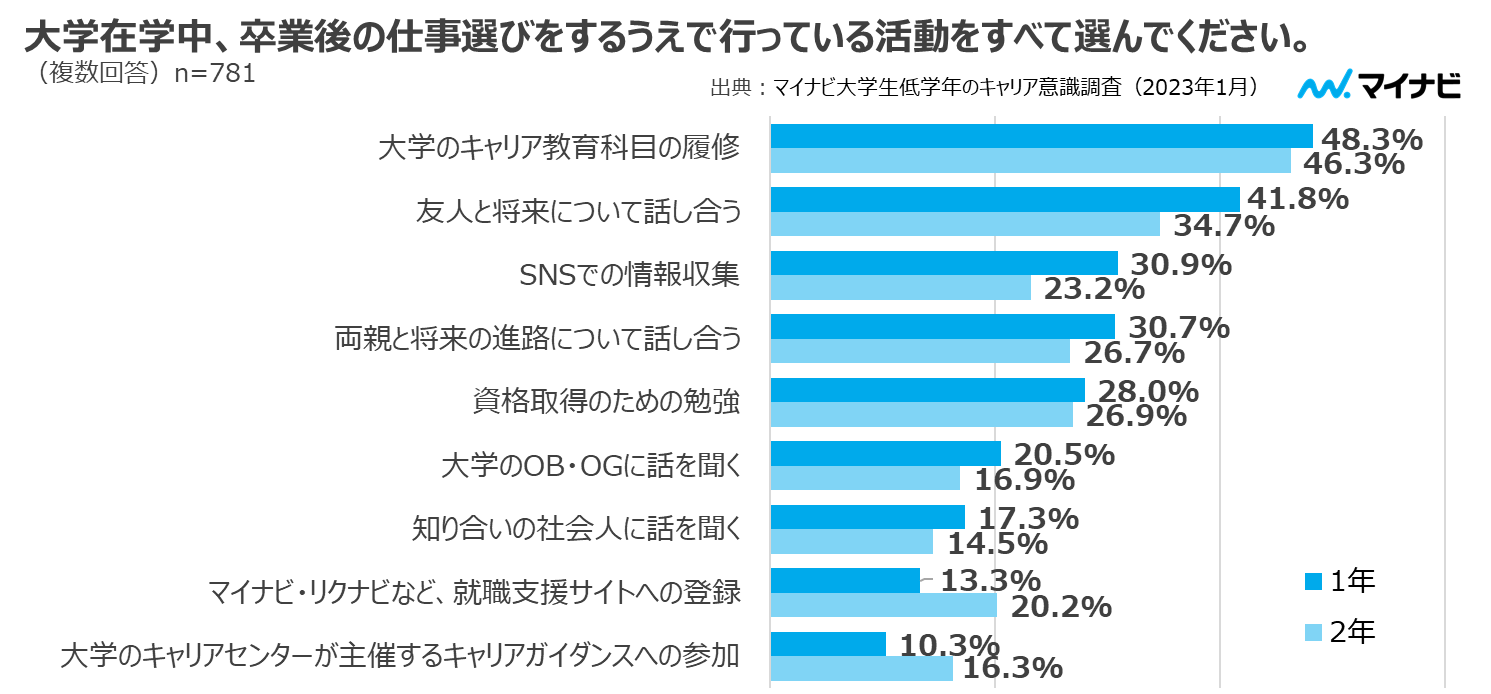 大学在学中、卒業後の仕事選びをするうえで行っている活動をすべて選んでください。
（複数回答）n=781
出典：マイナビ大学生低学年のキャリア意識調査（2023年1月）
マイナビ
大学のキャリア教育科目の履修
48.3%
46.3%
友人と将来について話し合う
41.8%
34.7%
SNSでの情報収集
30.9%
23.2%
両親と将来の進路について話し合う
30.7%
26.7%
資格取得のための勉強
28.0%
26.9%
大学のOB・OGに話を聞く
20.5%
16.9%
知り合いの社会人に話を聞く
17.3%
14.5%
マイナビ・リクナビなど、就職支援サイトへの登録
13.3%
20.2%
大学のキャリアセンターが主催するキャリアガイダンスへの参加
10.3%
16.3%
1年
2年